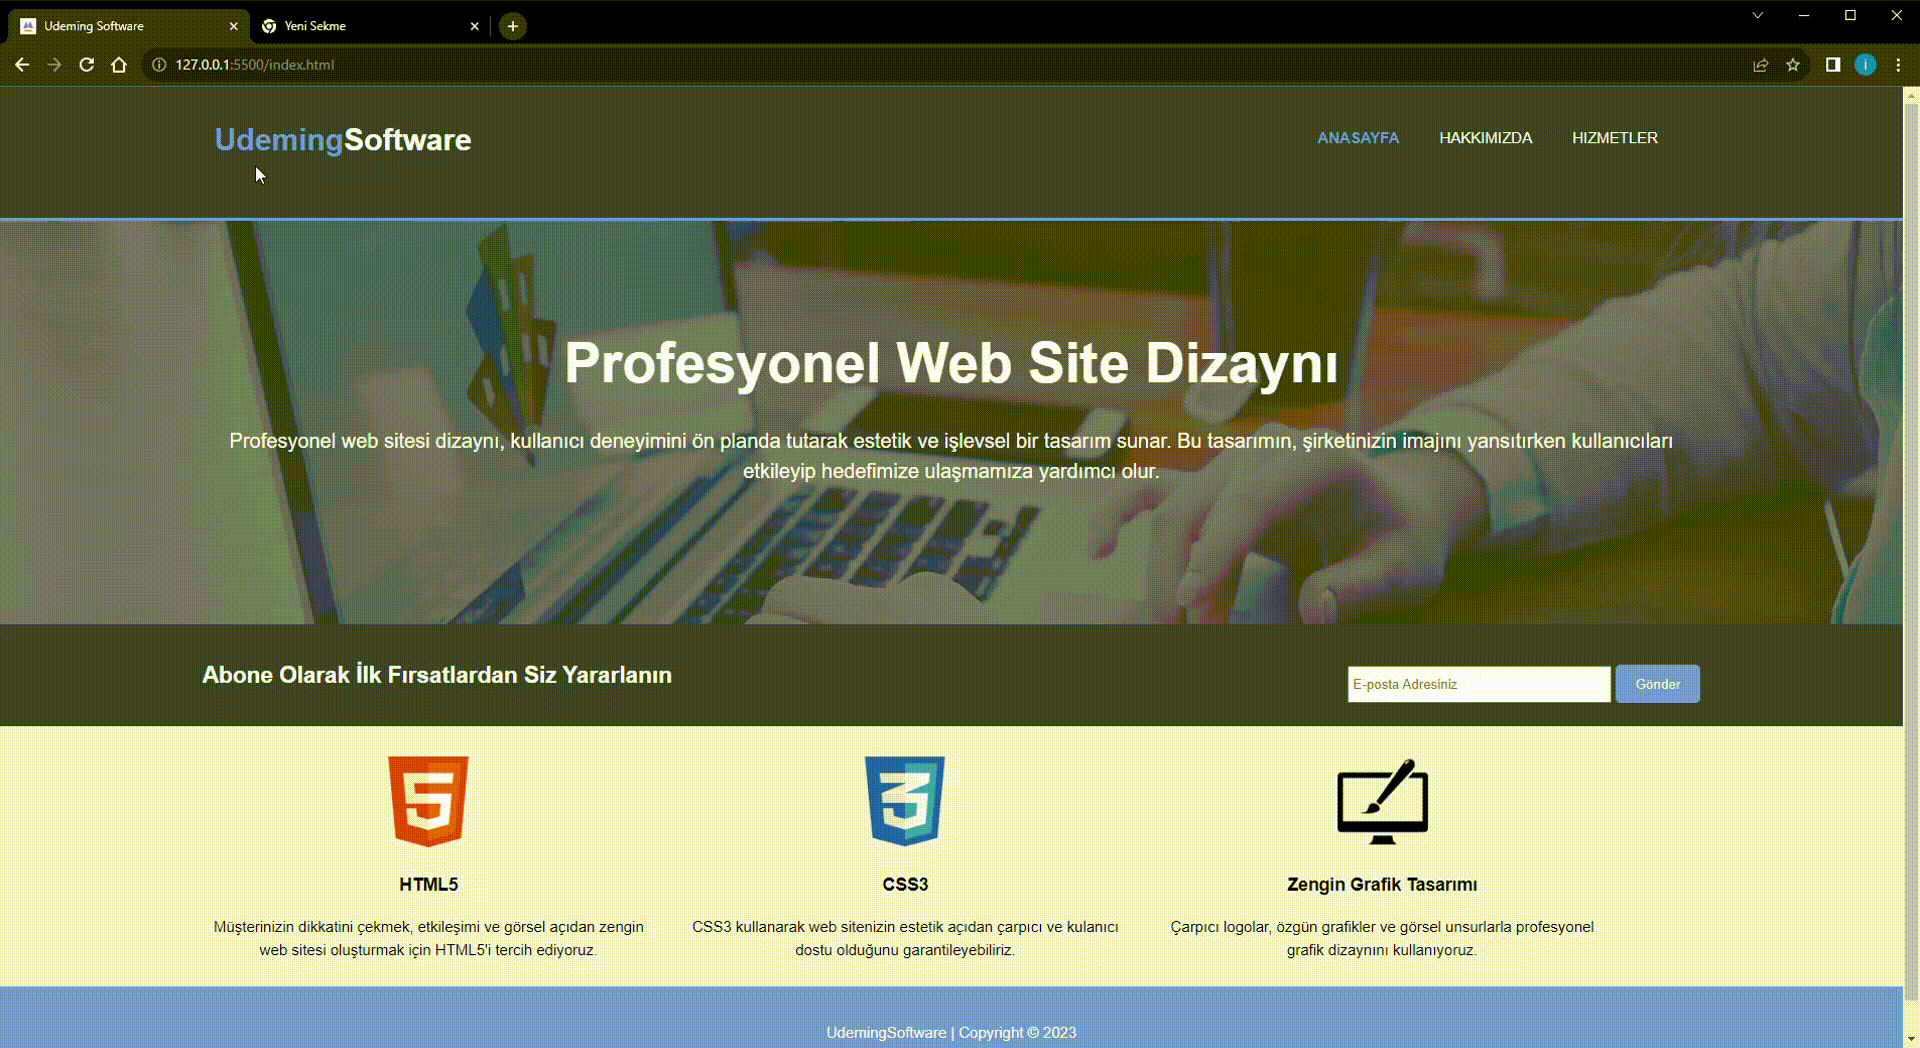 Udeming Software
Yeni Sekme
127.0.0.1:5500/index.html
i
UdemingSoftware
ANASAYFA HAKKIMIZDA HIZMETLER
Profesyonel Web Site Dizaynı
Profesyonel web sitesi dizaynı, kullanıcı deneyimini ön planda tutarak estetik ve işlevsel bir tasarım sunar. Bu tasarımın, şirketinizin imajını yansıtırken kullanıcıları
etkileyip hedefimize ulaşmamıza yardımcı olur.
Abone Olarak İlk Fırsatlardan Siz Yararlanın
E-posta Adresiniz
Gönder
HTML5
Müşterinizin dikkatini çekmek, etkileşimi ve görsel açıdan zengin
web sitesi oluşturmak için HTML5'i tercih ediyoruz.
CSS3
CSS3 kullanarak web sitenizin estetik açıdan çarpıcı ve kulanıcı
dostu olduğunu garantileyebiliriz.
Zengin Grafik Tasarımı
Çarpıcı logolar, özgün grafikler ve görsel unsurlarla profesyonel
grafik dizaynını kullanıyoruz.
UdemingSoftware | Copyright © 2023